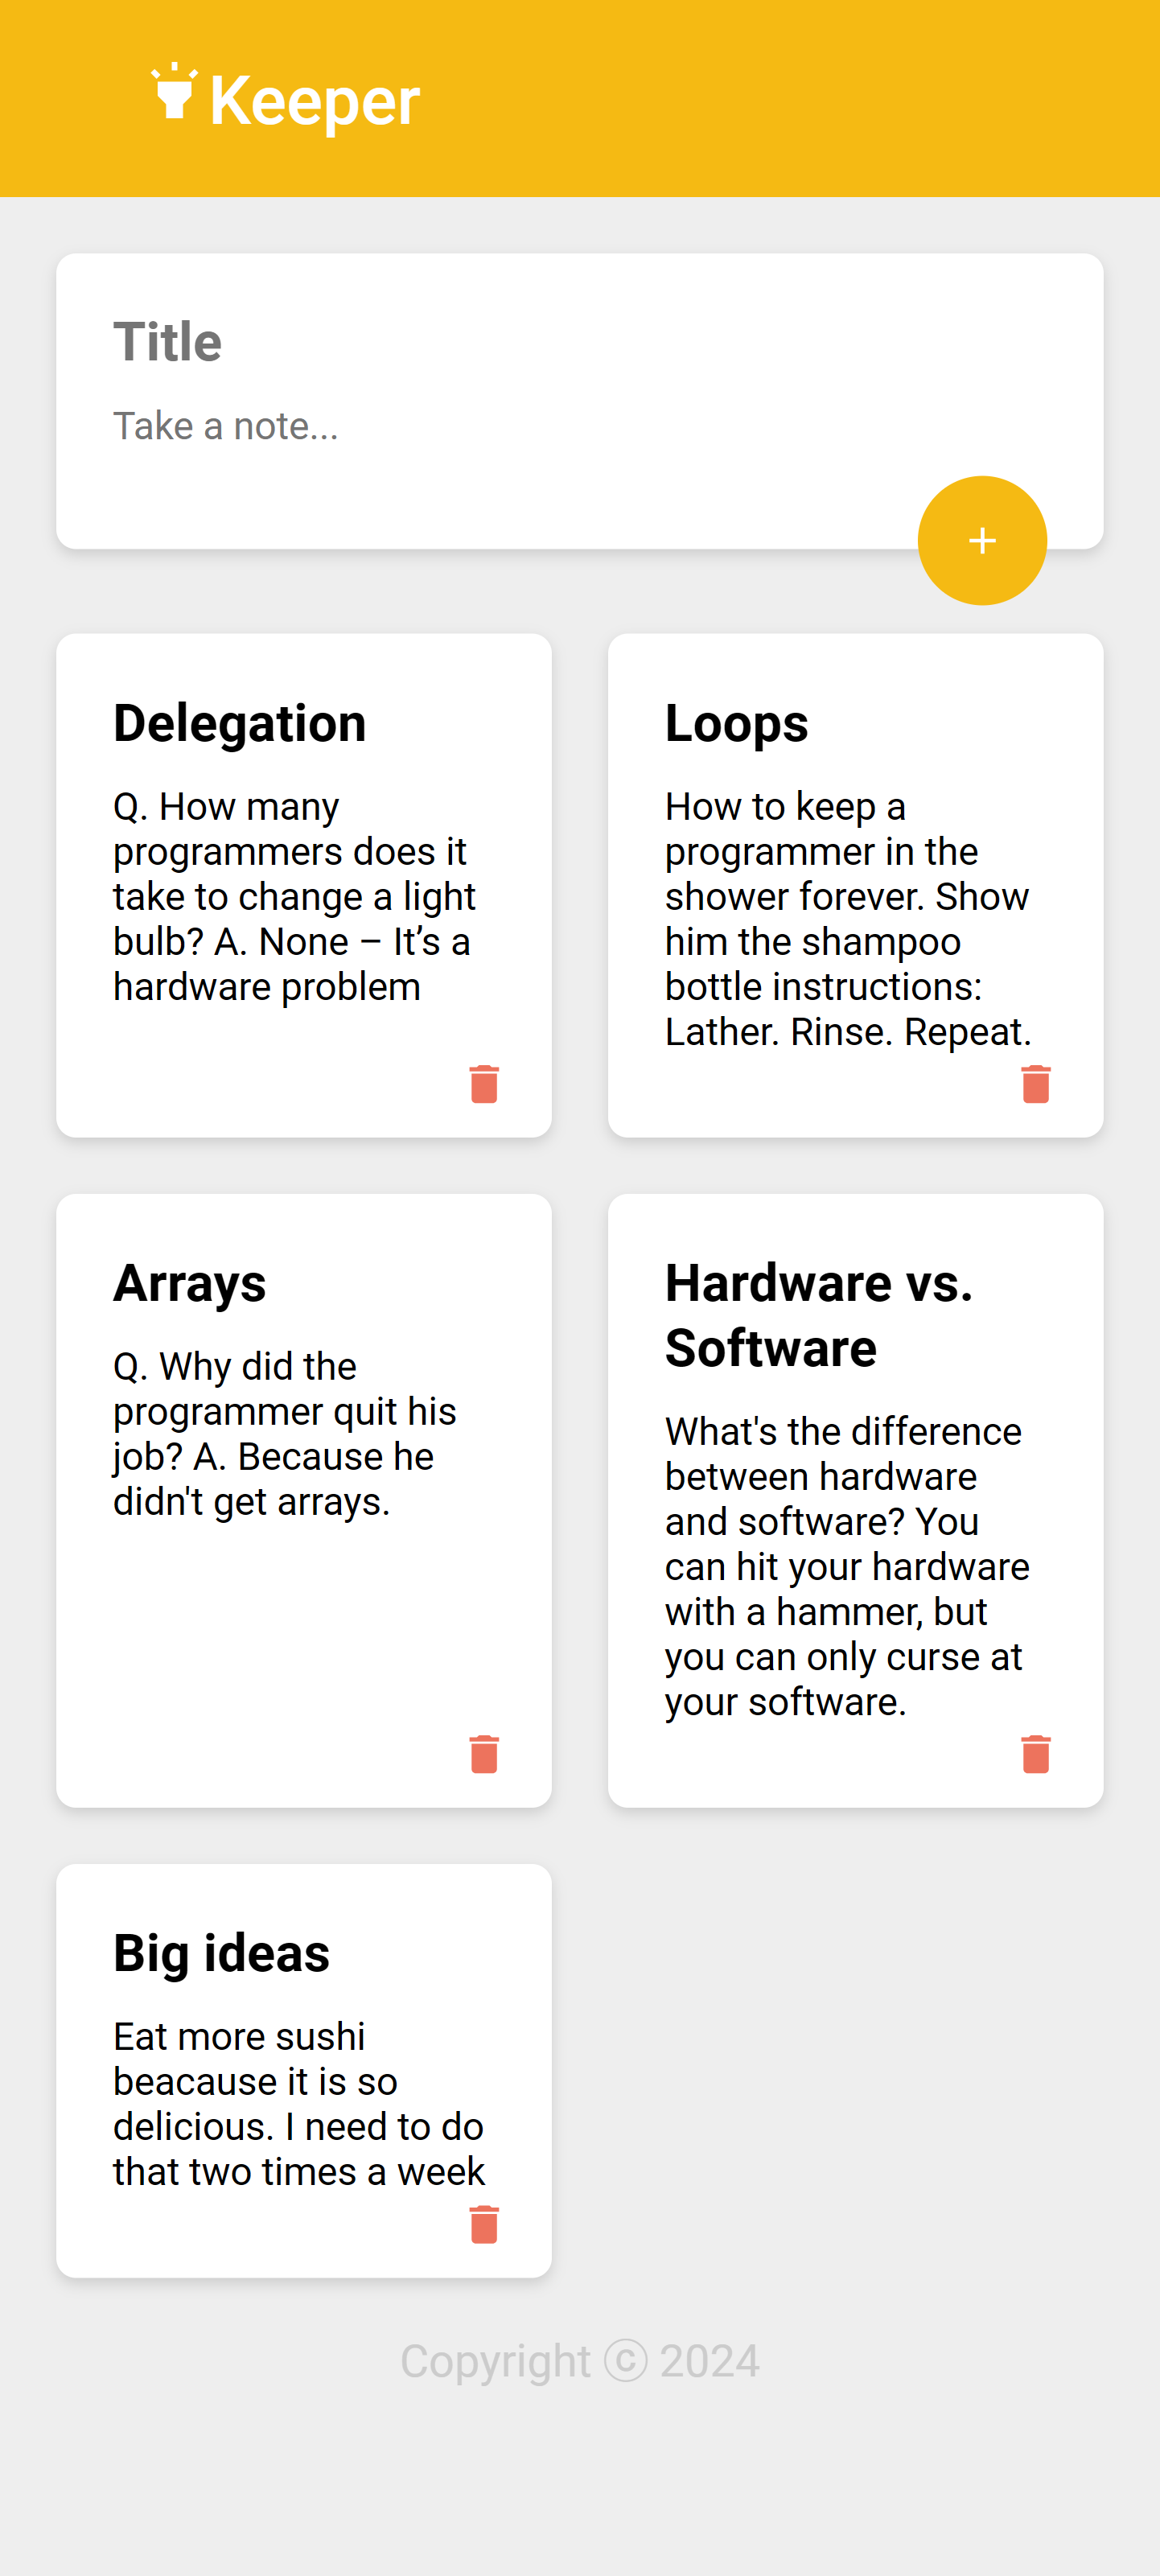 Keeper
Title
Take a note...
+
Delegation
Q. How many
programmers does it
take to change a light
bulb? A. None – It’s a
hardware problem
Loops
How to keep a
programmer in the
shower forever. Show
him the shampoo
bottle instructions:
Lather. Rinse. Repeat.
Arrays
Q. Why did the
programmer quit his
job? A. Because he
didn't get arrays.
Hardware vs.
Software
What's the difference
between hardware
and software? You
can hit your hardware
with a hammer, but
you can only curse at
your software.
Big ideas
Eat more sushi
beacause it is so
delicious. I need to do
that two times a week
Copyright ⓒ 2024